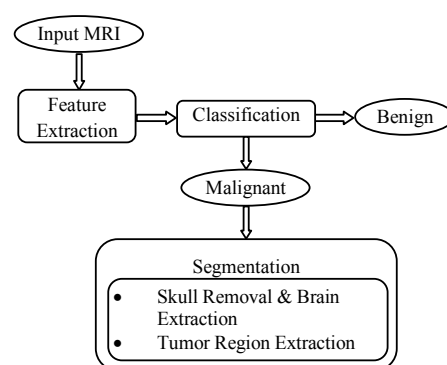 Input MRI
Feature
Extraction
Classification
Benign
Malignant
Segmentation
• Skull Removal & Brain
Extraction
• Tumor Region Extraction